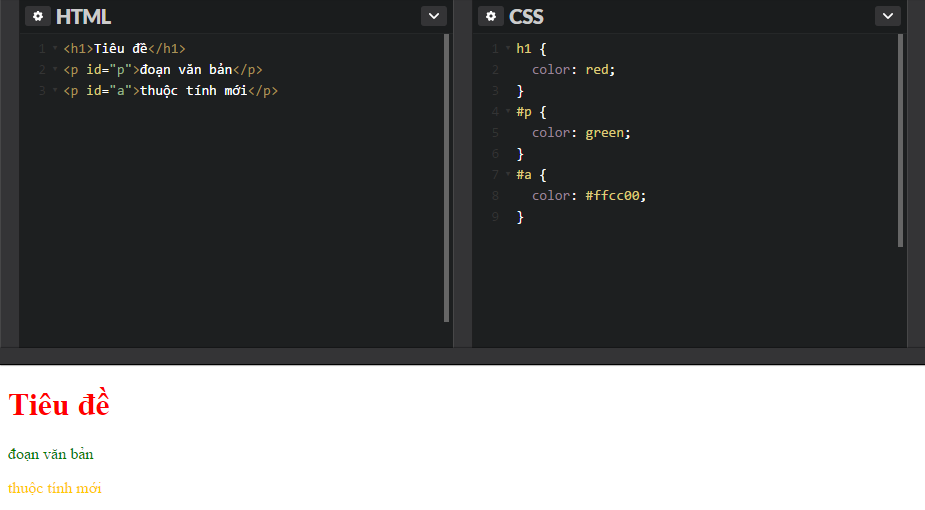 HTML
1 <h1>Tiêu đề</h1>
2 <p id="p">đoạn văn bản</p>
3 <p id="a">thuộc tính mới</p>
CSS
1 h1 {
2 color: red;
3 }
4 #p {
5 color: green;
6 }
7 #a {
8 color: #ffcc00;
9 }
Tiêu đề
đoạn văn bản
thuộc tính mới